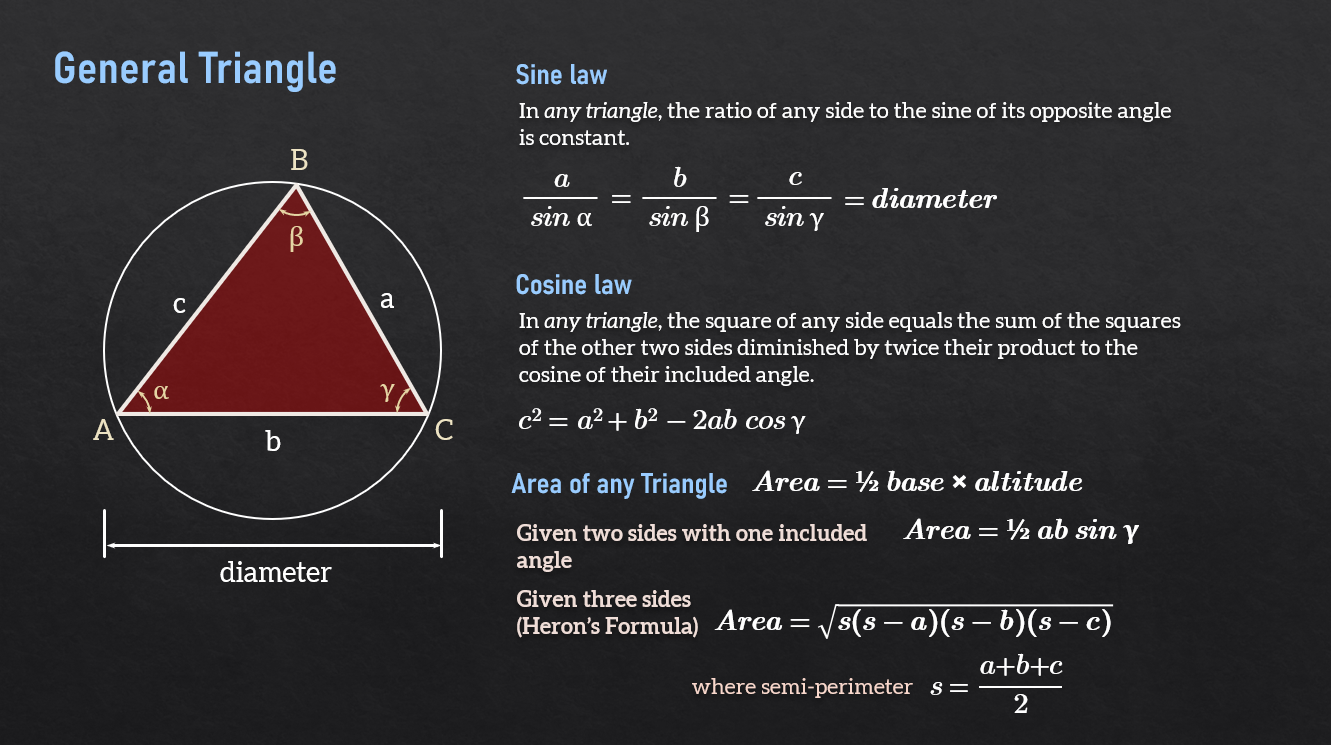 General Triangle
B
β
c
a
α
γ
A
C
b
diameter
Sine law
In any triangle, the ratio of any side to the sine of its opposite angle
is constant.
a/sin α = b/sin β = c/sin γ = diameter
Cosine law
In any triangle, the square of any side equals the sum of the squares
of the other two sides diminished by twice their product to the
cosine of their included angle.
c² = a² + b² − 2ab cos γ
Area of any Triangle Area = ½ base × altitude
Given two sides with one included Area = ½ ab sin γ
angle
Given three sides
(Heron's Formula) Area = √s(s − a)(s − b)(s − c)
where semi-perimeter s = a+b+c/2